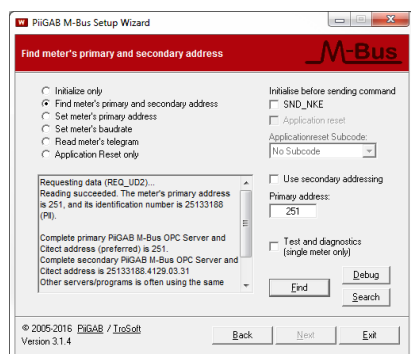 PiiGAB M-Bus Setup Wizard
Find meter's primary and secondary address
M-Bus
Initialize only
Find meter's primary and secondary address
Set meter's primary address
Set meter's baudrate
Read meter's telegram
Application Reset only
Initialise before sending command
SND_NKE
Application reset
Applicationreset Subcode:
No Subcode
Use secondary addressing
Primary address:
251
Test and diagnostics
(single meter only)
Requesting data (REQ_UD2)...
Reading succeeded. The meter's primary address
is 251, and its identification number is 25133188
(PII).
Complete primary PiiGAB M-Bus OPC Server and
Citect address (preferred) is 251.
Complete secondary PiiGAB M-Bus OPC Server and
Citect address is 25133188.4129.03.31
Other servers/programs is often using the same
Debug
Find
Search
© 2005-2016 PiiGAB / TroSoft
Version 3.1.4
Back
Next
Exit